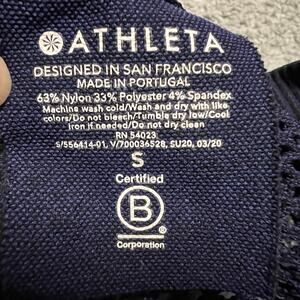 ATHLETA
DESIGNED IN SAN FRANCISCO
MADE IN PORTUGAL
63% Nylon 33% Polyester 4% Spandex
Machine wash cold/Wash and dry with like
colors/Do not bleach/Tumble dry low/Cool
iron if needed/Do not dry clean
RN 54023
S/556414-01, V/700036528, SU20, 03/20
S
Certified
B
Corporation